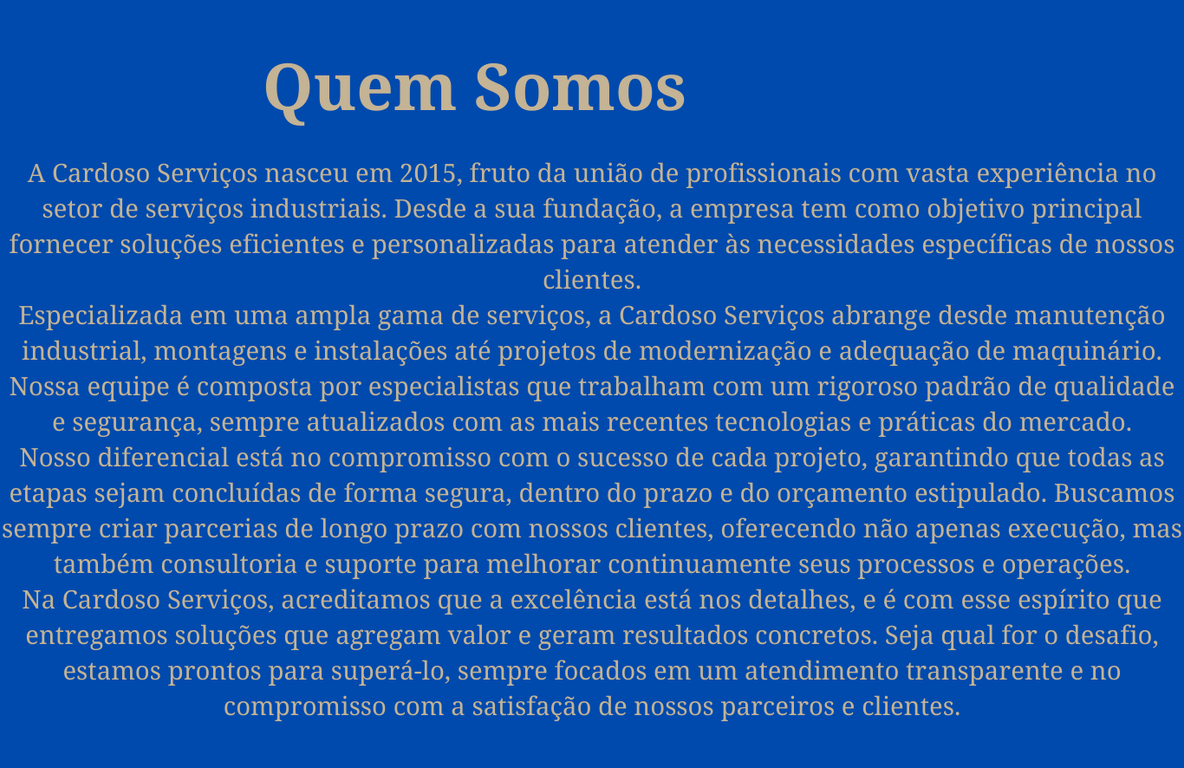 Quem Somos
A Cardoso Serviços nasceu em 2015, fruto da união de profissionais com vasta experiência no
setor de serviços industriais. Desde a sua fundação, a empresa tem como objetivo principal
fornecer soluções eficientes e personalizadas para atender às necessidades específicas de nossos
clientes.
Especializada em uma ampla gama de serviços, a Cardoso Serviços abrange desde manutenção
industrial, montagens e instalações até projetos de modernização e adequação de maquinário.
Nossa equipe é composta por especialistas que trabalham com um rigoroso padrão de qualidade
e segurança, sempre atualizados com as mais recentes tecnologias e práticas do mercado.
Nosso diferencial está no compromisso com o sucesso de cada projeto, garantindo que todas as
etapas sejam concluídas de forma segura, dentro do prazo e do orçamento estipulado. Buscamos
sempre criar parcerias de longo prazo com nossos clientes, oferecendo não apenas execução, mas
também consultoria e suporte para melhorar continuamente seus processos e operações.
Na Cardoso Serviços, acreditamos que a excelência está nos detalhes, e é com esse espírito que
entregamos soluções que agregam valor e geram resultados concretos. Seja qual for o desafio,
estamos prontos para superá-lo, sempre focados em um atendimento transparente e no
compromisso com a satisfação de nossos parceiros e clientes.